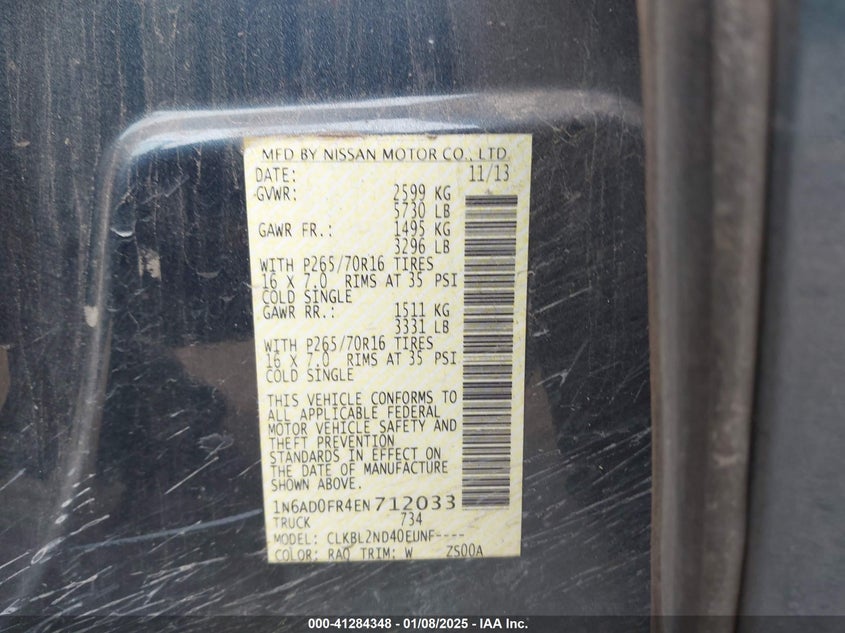 MFD BY NISSAN MOTOR CO., LTD
DATE: 11/13
GVWR: 2599 KG
5730 LB
GAWR FR.: 1495 KG
3296 LB
WITH P265/70R16 TIRES
16 X 7.0 RIMS AT 35 PSI
COLD SINGLE
GAWR RR.: 1511 KG
3331 LB
WITH P265/70R16 TIRES
16 X 7.0 RIMS AT 35 PSI
COLD SINGLE
THIS VEHICLE CONFORMS TO
ALL APPLICABLE FEDERAL
MOTOR VEHICLE SAFETY AND
THEFT PREVENTION
STANDARDS IN EFFECT ON
THE DATE OF MANUFACTURE
SHOWN ABOVE.
1N6AD0FR4EN712033
TRUCK 734
MODEL: CLKBL2ND40EUNF----
COLOR: RAQ TRIM: W ZS00A
000-41284348 - 01/08/2025 - IAA Inc.